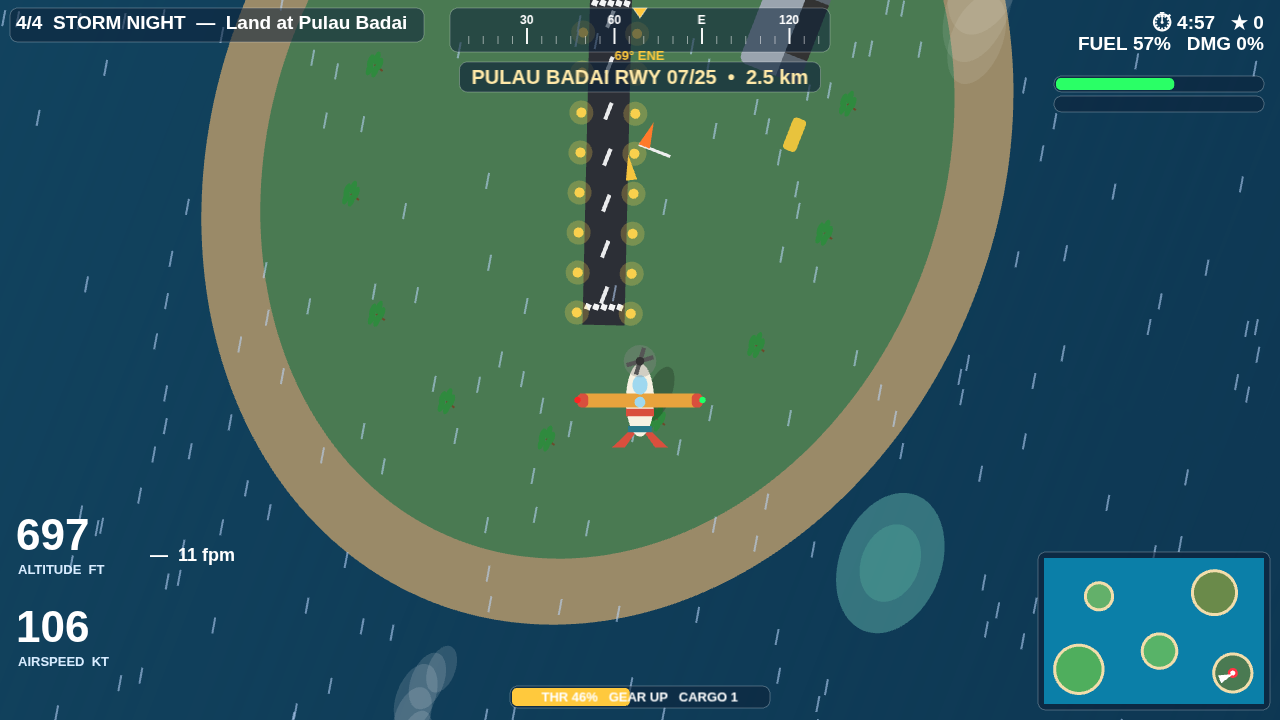 4/4  STORM NIGHT  —  Land at Pulau Badai
30 60 E 120
69° ENE
PULAU BADAI RWY 07/25  •  2.5 km
⏱ 4:57  ★ 0
FUEL 57%  DMG 0%
697
ALTITUDE  FT
—  11 fpm
106
AIRSPEED  KT
THR 46%  GEAR UP  CARGO 1